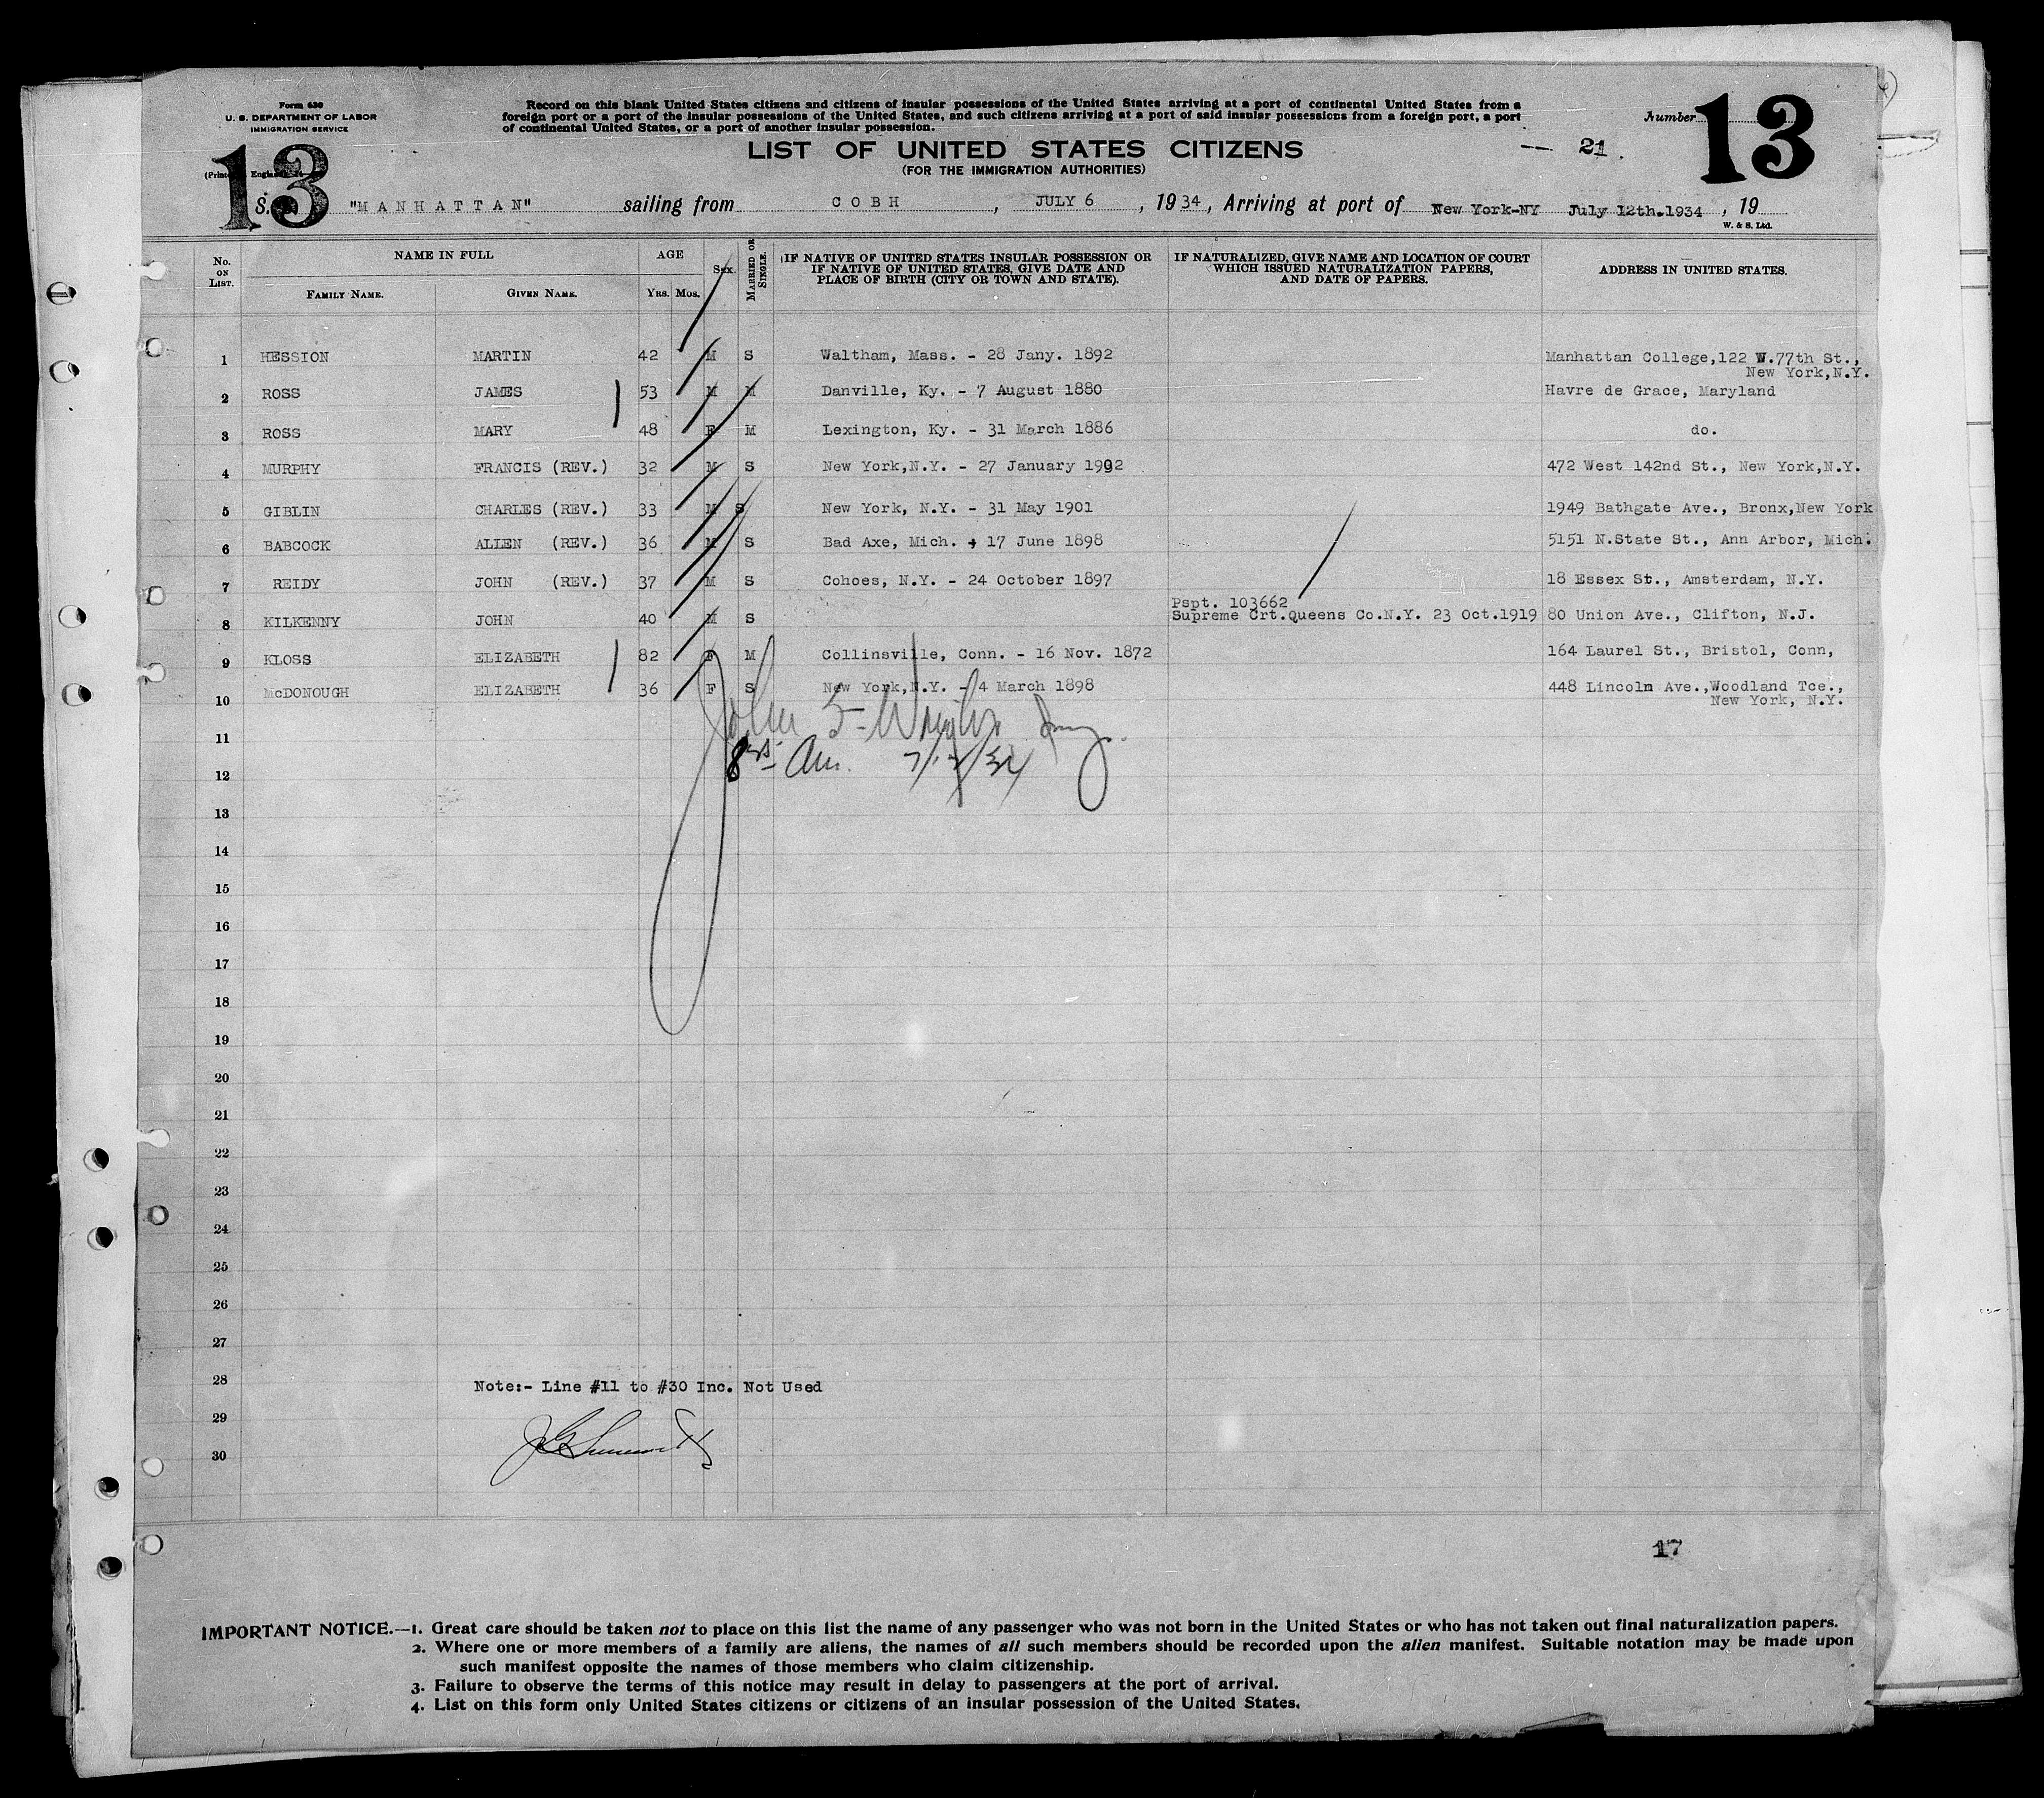 Form 630
U. S. DEPARTMENT OF LABOR
IMMIGRATION SERVICE
Record on this blank United States citizens and citizens of insular possessions of the United States arriving at a port of continental United States from a
foreign port or a port of the insular possessions of the United States, and such citizens arriving at a port of said insular possessions from a foreign port, a port
of continental United States, or a port of another insular possession.
Number 13
13
LIST OF UNITED STATES CITIZENS
(FOR THE IMMIGRATION AUTHORITIES)
-- 21.
S. "MANHATTAN" sailing from COBH, JULY 6, 1934, Arriving at port of New York-NY July 12th.1934, 19
W. & S. Ltd.
No. ON LIST. NAME IN FULL AGE Sex. MARRIED OR SINGLE. IF NATIVE OF UNITED STATES INSULAR POSSESSION OR IF NATIVE OF UNITED STATES, GIVE DATE AND PLACE OF BIRTH (CITY OR TOWN AND STATE). IF NATURALIZED, GIVE NAME AND LOCATION OF COURT WHICH ISSUED NATURALIZATION PAPERS, AND DATE OF PAPERS. ADDRESS IN UNITED STATES.
FAMILY NAME. GIVEN NAME. YRS. MOS.
1 HESSION MARTIN 42 M S Waltham, Mass. - 28 Jany. 1892 Manhattan College,122 W.77th St.,
New York,N.Y.
2 ROSS JAMES 53 M M Danville, Ky. - 7 August 1880 Havre de Grace, Maryland
3 ROSS MARY 48 F M Lexington, Ky. - 31 March 1886 do.
4 MURPHY FRANCIS (REV.) 32 M S New York,N.Y. - 27 January 1902 472 West 142nd St., New York,N.Y.
5 GIBLIN CHARLES (REV.) 33 M S New York, N.Y. - 31 May 1901 1949 Bathgate Ave., Bronx,New York
6 BABCOCK ALLEN (REV.) 36 M S Bad Axe, Mich. + 17 June 1898 5151 N.State St., Ann Arbor, Mich.
7 REIDY JOHN (REV.) 37 M S Cohoes, N.Y. - 24 October 1897 18 Essex St., Amsterdam, N.Y.
Pspt. 103662
8 KILKENNY JOHN 40 M S Supreme Crt.Queens Co.N.Y. 23 Oct.1919 80 Union Ave., Clifton, N.J.
9 KLOSS ELIZABETH 82 F M Collinsville, Conn. - 16 Nov. 1872 164 Laurel St., Bristol, Conn,
10 McDONOUGH ELIZABETH 36 F S New York,N.Y. - 4 March 1898 448 Lincoln Ave.,Woodland Tce.,
New York, N.Y.
11
12
13
14
15
16
17
18
19
20
21
22
23
24
25
26
27
28 Note:- Line #11 to #30 Inc. Not Used
29
30
17
IMPORTANT NOTICE.—1. Great care should be taken not to place on this list the name of any passenger who was not born in the United States or who has not taken out final naturalization papers.
2. Where one or more members of a family are aliens, the names of all such members should be recorded upon the alien manifest. Suitable notation may be made upon
such manifest opposite the names of those members who claim citizenship.
3. Failure to observe the terms of this notice may result in delay to passengers at the port of arrival.
4. List on this form only United States citizens or citizens of an insular possession of the United States.